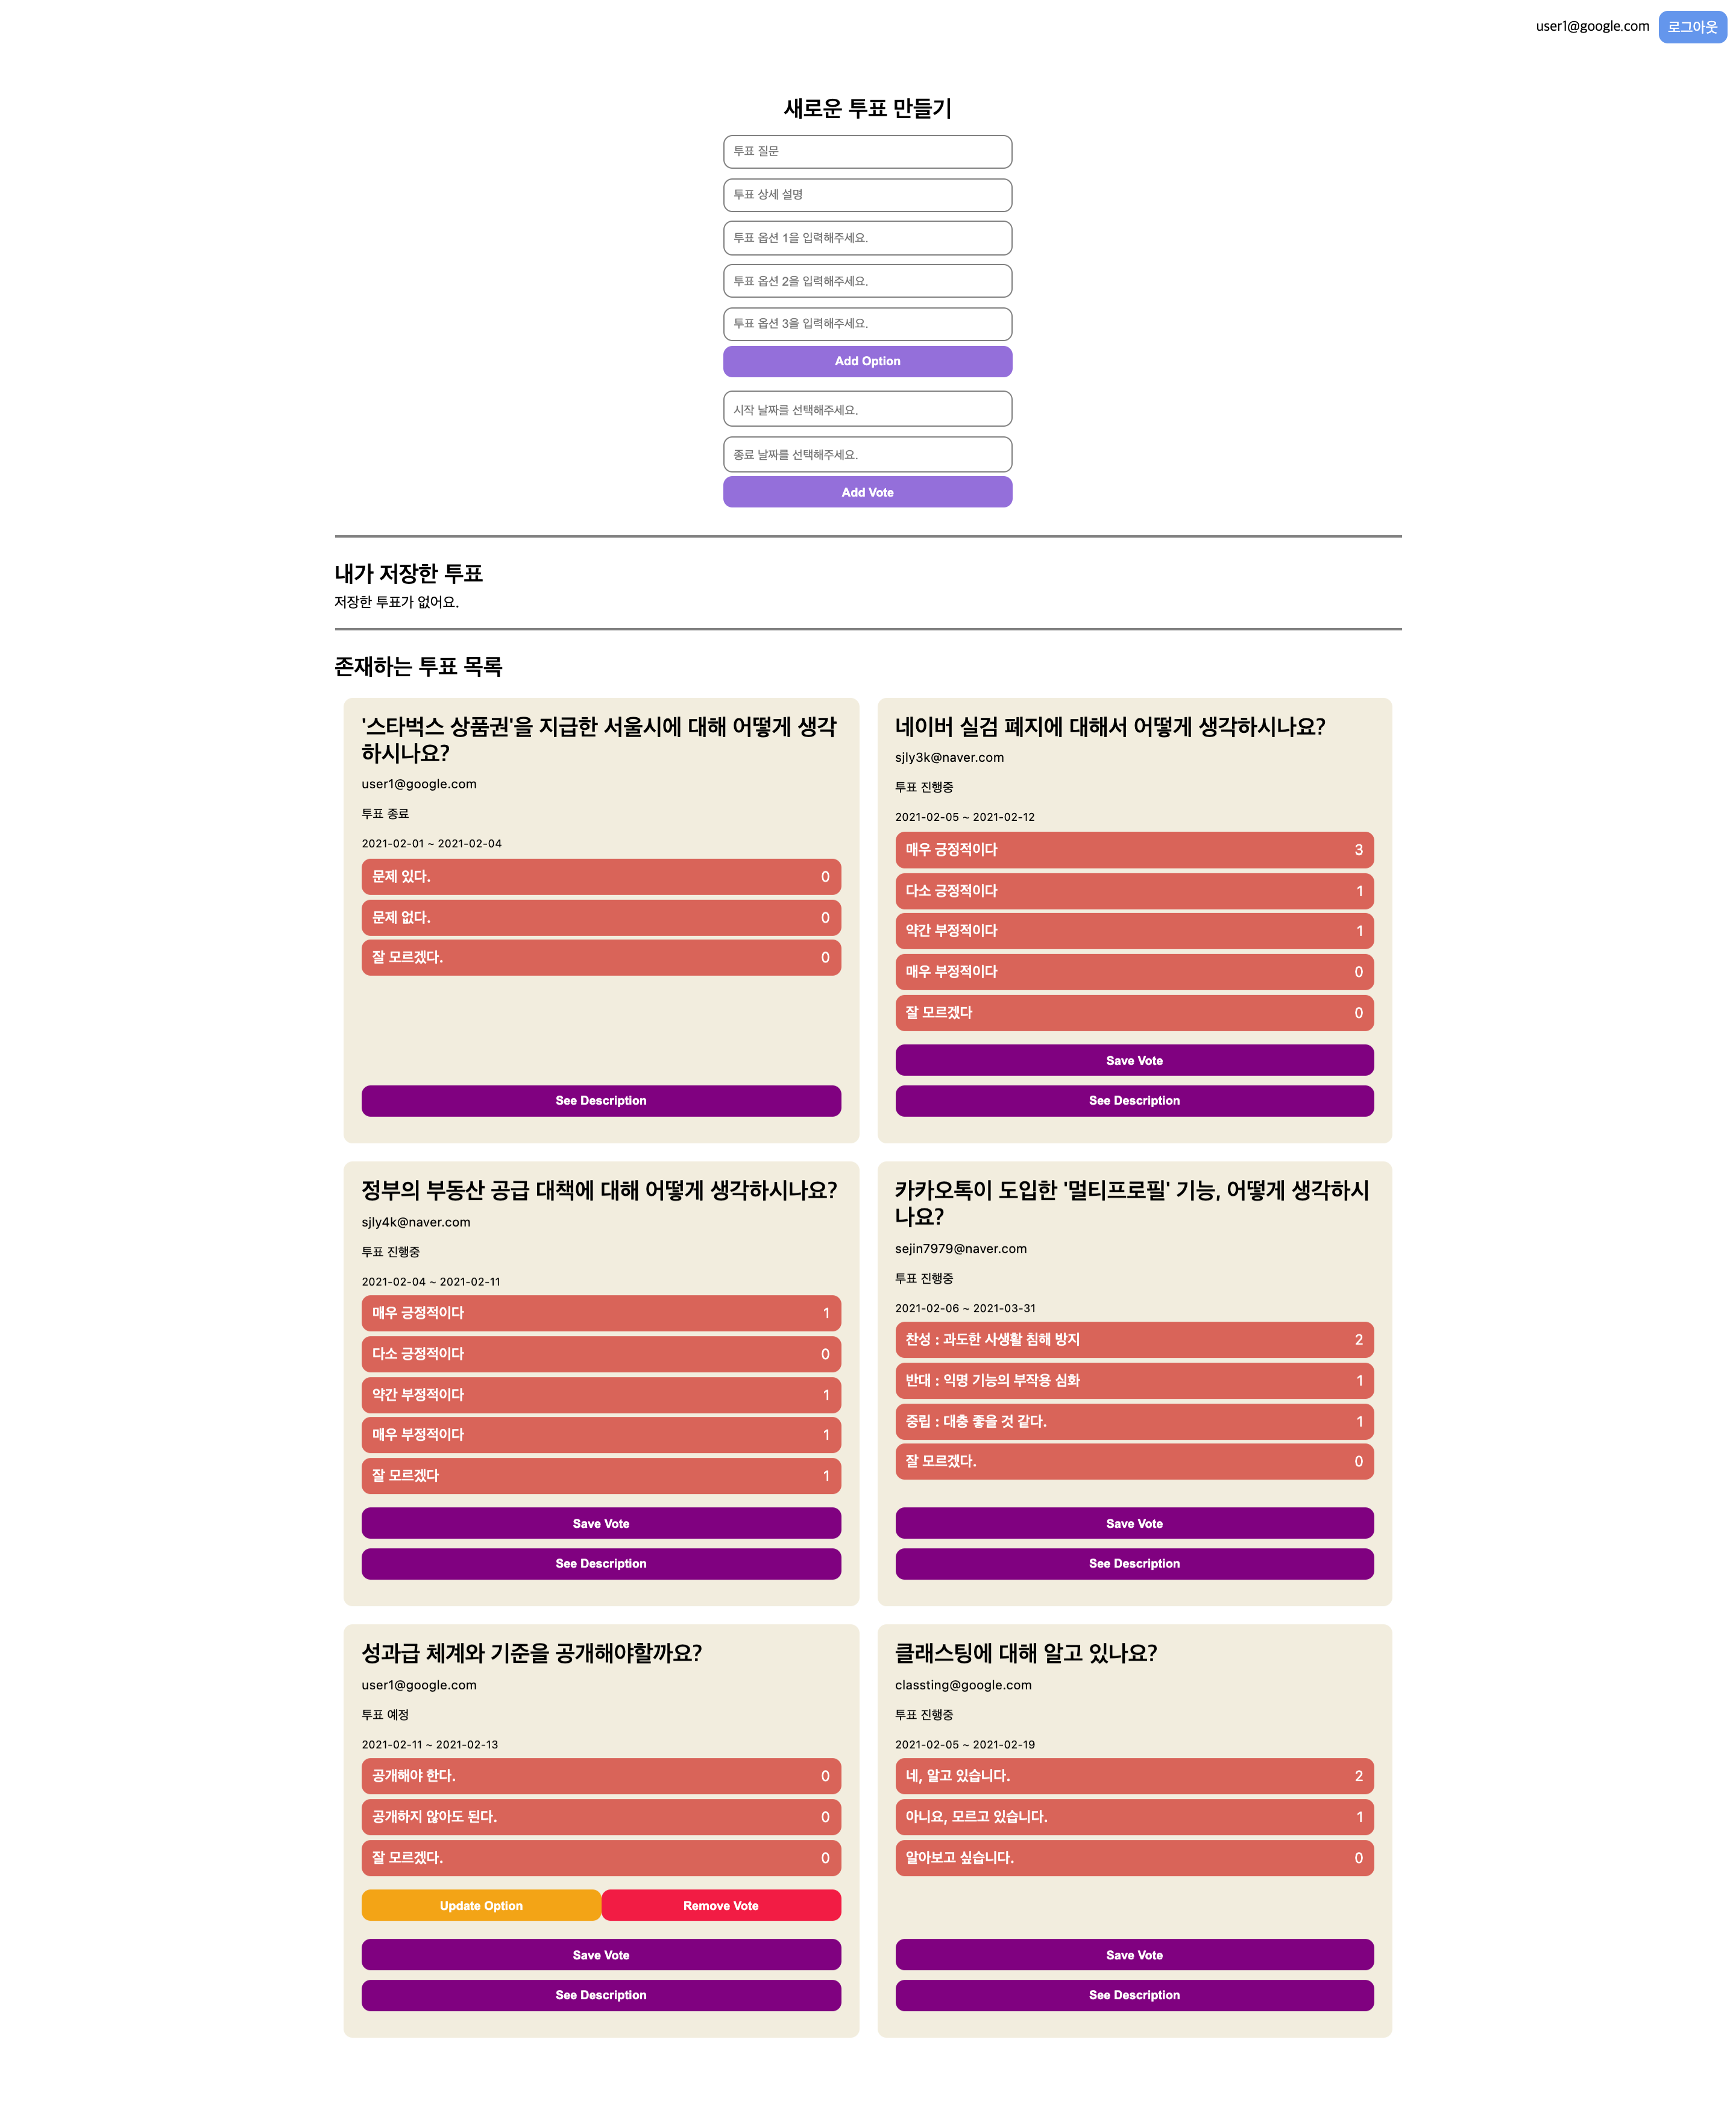 user1@google.com 로그아웃
새로운 투표 만들기
투표 질문
투표 상세 설명
투표 옵션 1을 입력해주세요.
투표 옵션 2을 입력해주세요.
투표 옵션 3을 입력해주세요.
Add Option
시작 날짜를 선택해주세요.
종료 날짜를 선택해주세요.
Add Vote
내가 저장한 투표
저장한 투표가 없어요.
존재하는 투표 목록
'스타벅스 상품권'을 지급한 서울시에 대해 어떻게 생각
하시나요?
user1@google.com
투표 종료
2021-02-01 ~ 2021-02-04
문제 있다. 0
문제 없다. 0
잘 모르겠다. 0
See Description
네이버 실검 폐지에 대해서 어떻게 생각하시나요?
sjly3k@naver.com
투표 진행중
2021-02-05 ~ 2021-02-12
매우 긍정적이다 3
다소 긍정적이다 1
약간 부정적이다 1
매우 부정적이다 0
잘 모르겠다 0
Save Vote
See Description
정부의 부동산 공급 대책에 대해 어떻게 생각하시나요?
sjly4k@naver.com
투표 진행중
2021-02-04 ~ 2021-02-11
매우 긍정적이다 1
다소 긍정적이다 0
약간 부정적이다 1
매우 부정적이다 1
잘 모르겠다 1
Save Vote
See Description
카카오톡이 도입한 '멀티프로필' 기능, 어떻게 생각하시
나요?
sejin7979@naver.com
투표 진행중
2021-02-06 ~ 2021-03-31
찬성 : 과도한 사생활 침해 방지 2
반대 : 익명 기능의 부작용 심화 1
중립 : 대충 좋을 것 같다. 1
잘 모르겠다. 0
Save Vote
See Description
성과급 체계와 기준을 공개해야할까요?
user1@google.com
투표 예정
2021-02-11 ~ 2021-02-13
공개해야 한다. 0
공개하지 않아도 된다. 0
잘 모르겠다. 0
Update Option Remove Vote
Save Vote
See Description
클래스팅에 대해 알고 있나요?
classting@google.com
투표 진행중
2021-02-05 ~ 2021-02-19
네, 알고 있습니다. 2
아니요, 모르고 있습니다. 1
알아보고 싶습니다. 0
Save Vote
See Description